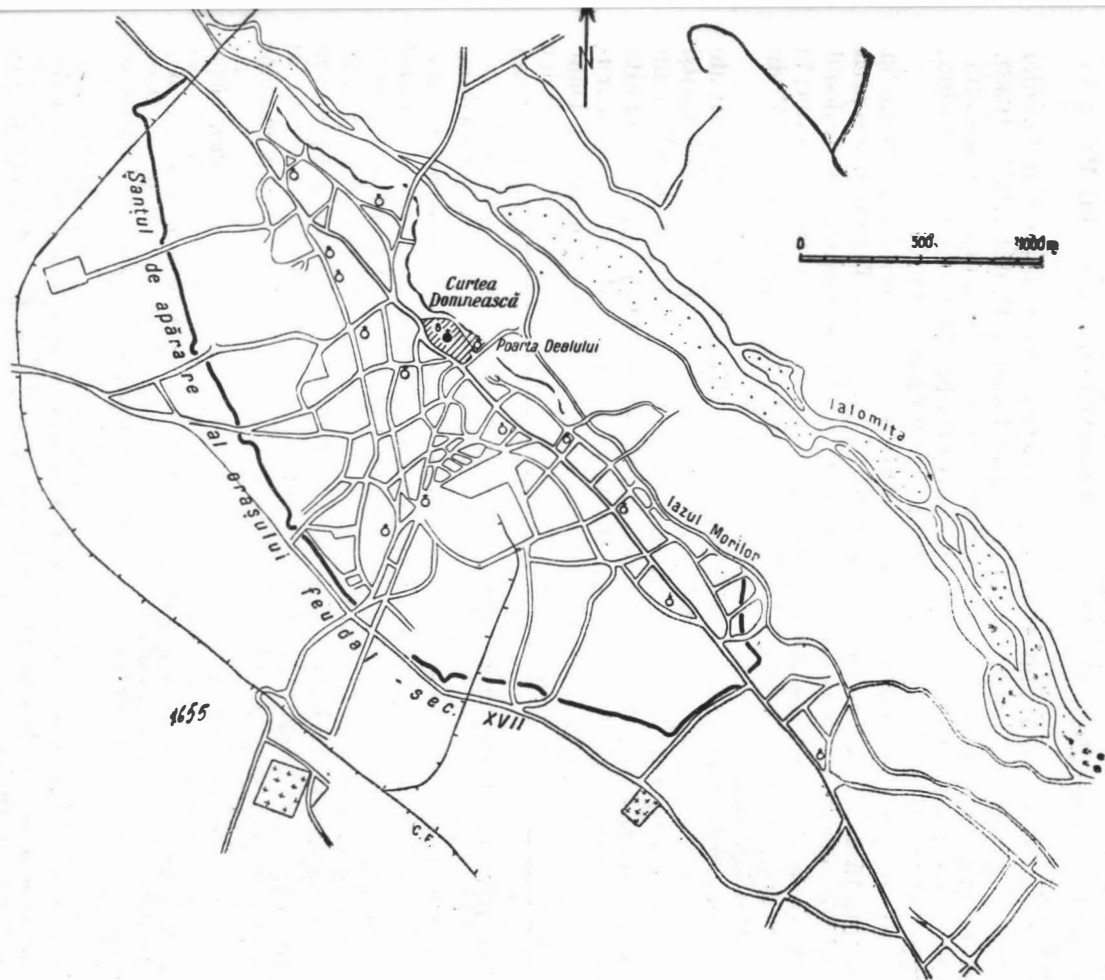 N
0 500 1000 m
Șanțul de apărare al orașului feudal - sec. XVII
Curtea
Domnească
Poarta Dealului
Ialomița
Iazul Morilor
1655
C.F.